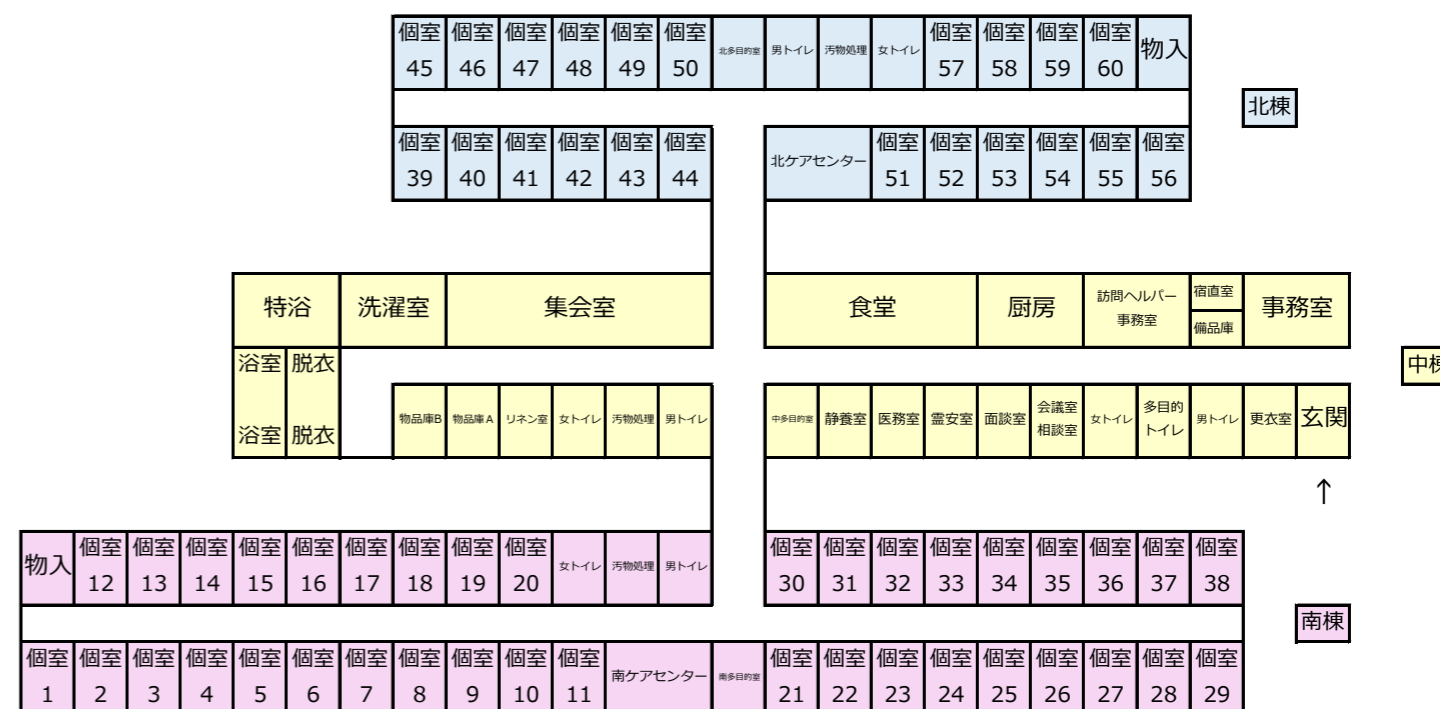 個室 個室 個室 個室 個室 個室 北多目的室 男トイレ 汚物処理 女トイレ 個室 個室 個室 個室 物入
45 46 47 48 49 50 57 58 59 60
北棟
個室 個室 個室 個室 個室 個室 北ケアセンター 個室 個室 個室 個室 個室 個室
39 40 41 42 43 44 51 52 53 54 55 56
特浴 洗濯室 集会室 食堂 厨房 訪問ヘルパー 宿直室 事務室
事務室 備品庫
浴室 脱衣
中棟
物品庫B 物品庫A リネン室 女トイレ 汚物処理 男トイレ 中多目的室 静養室 医務室 霊安室 面談室 会議室 女トイレ 多目的 男トイレ 更衣室 玄関
浴室 脱衣 相談室 トイレ
↑
物入 個室 個室 個室 個室 個室 個室 個室 個室 個室 女トイレ 汚物処理 男トイレ 個室 個室 個室 個室 個室 個室 個室 個室 個室
12 13 14 15 16 17 18 19 20 30 31 32 33 34 35 36 37 38
南棟
個室 個室 個室 個室 個室 個室 個室 個室 個室 個室 個室 南ケアセンター 南多目的室 個室 個室 個室 個室 個室 個室 個室 個室 個室
1 2 3 4 5 6 7 8 9 10 11 21 22 23 24 25 26 27 28 29